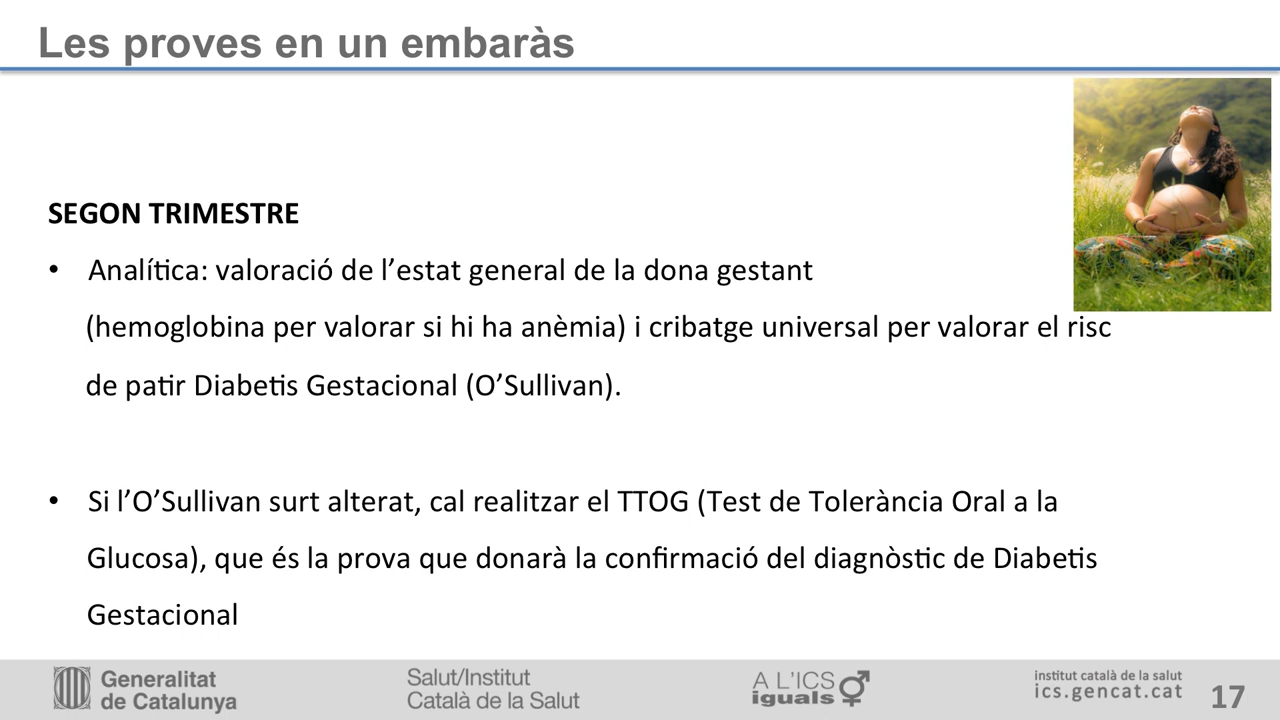 Les proves en un embaràs
SEGON TRIMESTRE
• Analítica: valoració de l’estat general de la dona gestant
(hemoglobina per valorar si hi ha anèmia) i cribatge universal per valorar el risc
de patir Diabetis Gestacional (O’Sullivan).
• Si l’O’Sullivan surt alterat, cal realitzar el TTOG (Test de Tolerància Oral a la
Glucosa), que és la prova que donarà la confirmació del diagnòstic de Diabetis
Gestacional
Generalitat
de Catalunya
Salut/Institut
Català de la Salut
A L'ICS
iguals
institut català de la salut
ics.gencat.cat
17